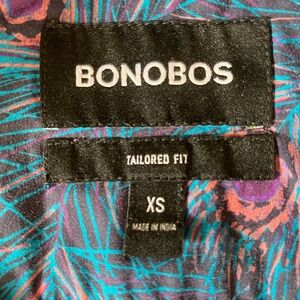 BONOBOS
TAILORED FIT
XS
MADE IN INDIA